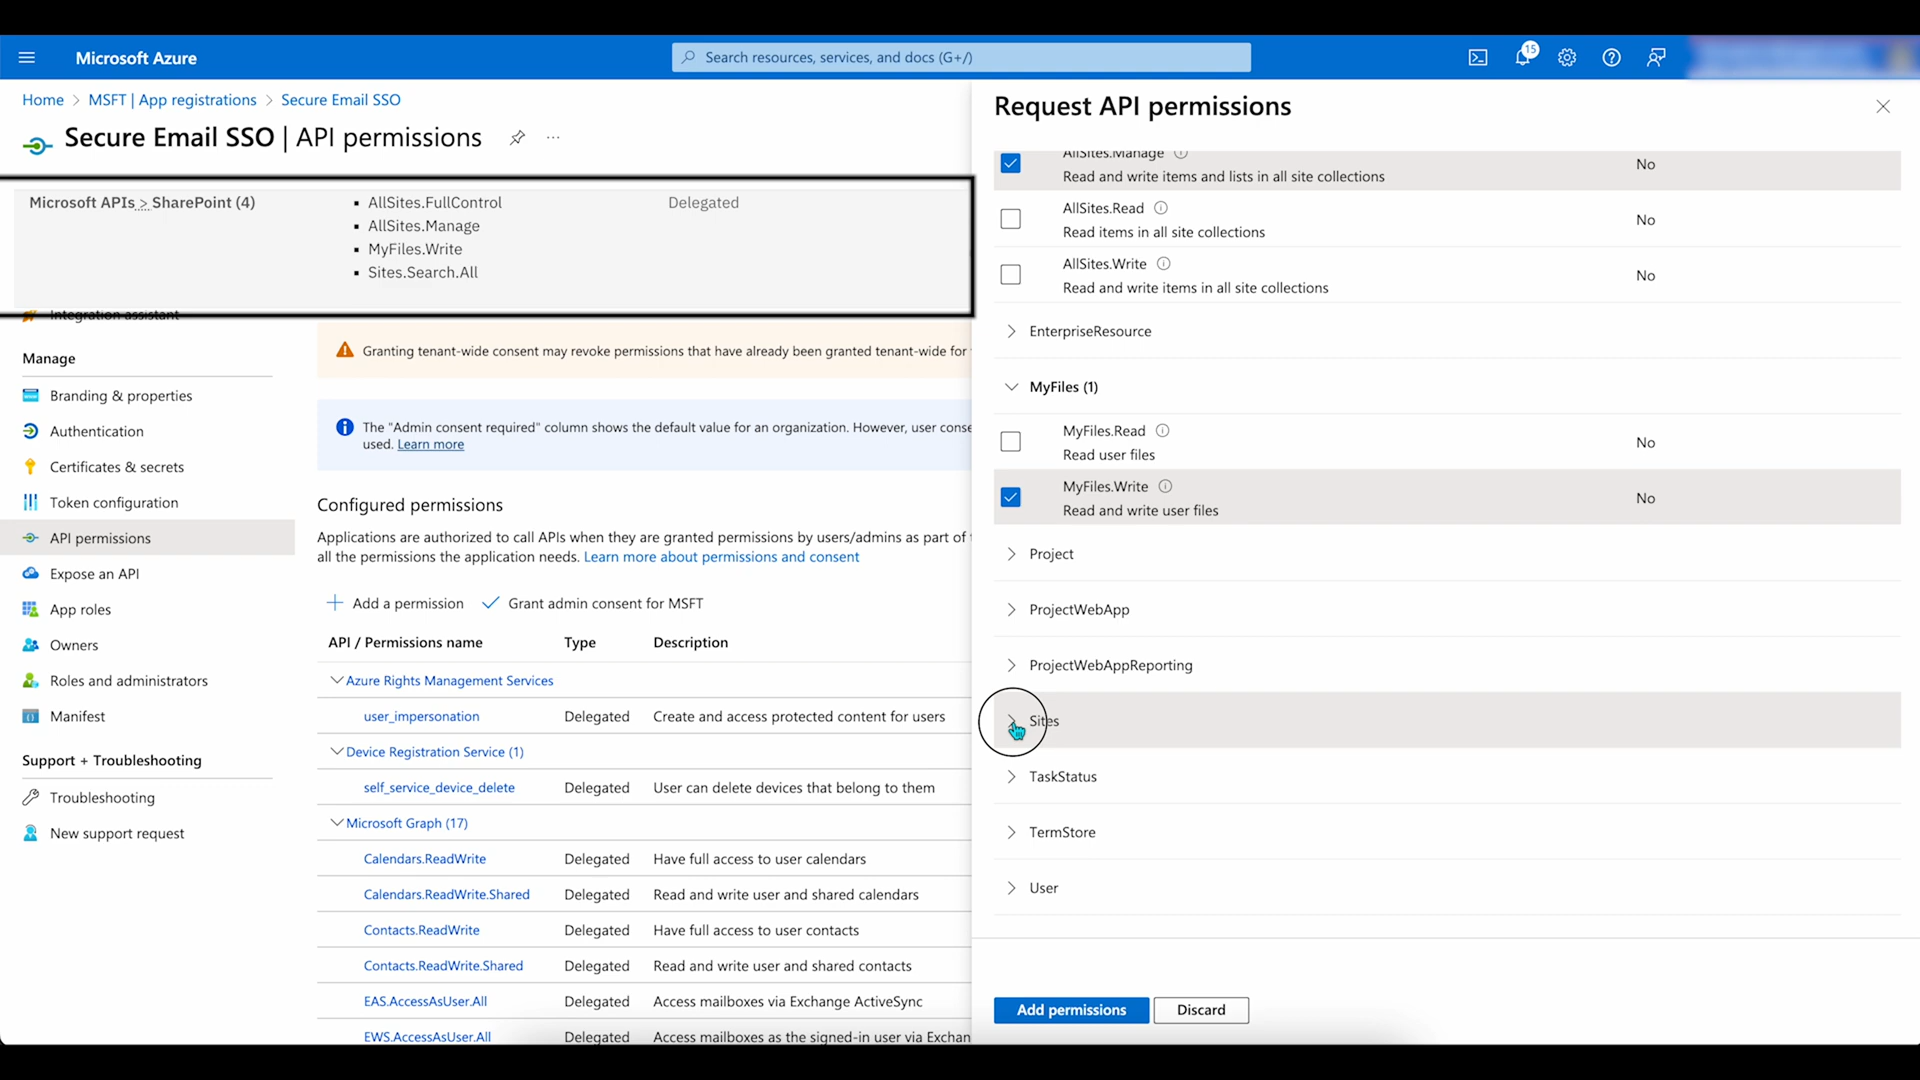 Microsoft Azure
Search resources, services, and docs (G+/)
15
Home > MSFT | App registrations > Secure Email SSO
Secure Email SSO | API permissions
...
Microsoft APIs > SharePoint (4)
▪ AllSites.FullControl
▪ AllSites.Manage
▪ MyFiles.Write
▪ Sites.Search.All
Delegated
Integration assistant
Manage
Branding & properties
Authentication
Certificates & secrets
Token configuration
API permissions
Expose an API
App roles
Owners
Roles and administrators
Manifest
Support + Troubleshooting
Troubleshooting
New support request
Granting tenant-wide consent may revoke permissions that have already been granted tenant-wide for
The "Admin consent required" column shows the default value for an organization. However, user conse
used. Learn more
Configured permissions
Applications are authorized to call APIs when they are granted permissions by users/admins as part of
all the permissions the application needs. Learn more about permissions and consent
Add a permission
Grant admin consent for MSFT
API / Permissions name Type Description
Azure Rights Management Services
user_impersonation Delegated Create and access protected content for users
Device Registration Service (1)
self_service_device_delete Delegated User can delete devices that belong to them
Microsoft Graph (17)
Calendars.ReadWrite Delegated Have full access to user calendars
Calendars.ReadWrite.Shared Delegated Read and write user and shared calendars
Contacts.ReadWrite Delegated Have full access to user contacts
Contacts.ReadWrite.Shared Delegated Read and write user and shared contacts
EAS.AccessAsUser.All Delegated Access mailboxes via Exchange ActiveSync
EWS.AccessAsUser.All Delegated Access mailboxes as the signed-in user via Exchan
Request API permissions
AllSites.Manage
Read and write items and lists in all site collections No
AllSites.Read
Read items in all site collections No
AllSites.Write
Read and write items in all site collections No
EnterpriseResource
MyFiles (1)
MyFiles.Read
Read user files No
MyFiles.Write
Read and write user files No
Project
ProjectWebApp
ProjectWebAppReporting
Sites
TaskStatus
TermStore
User
Add permissions
Discard